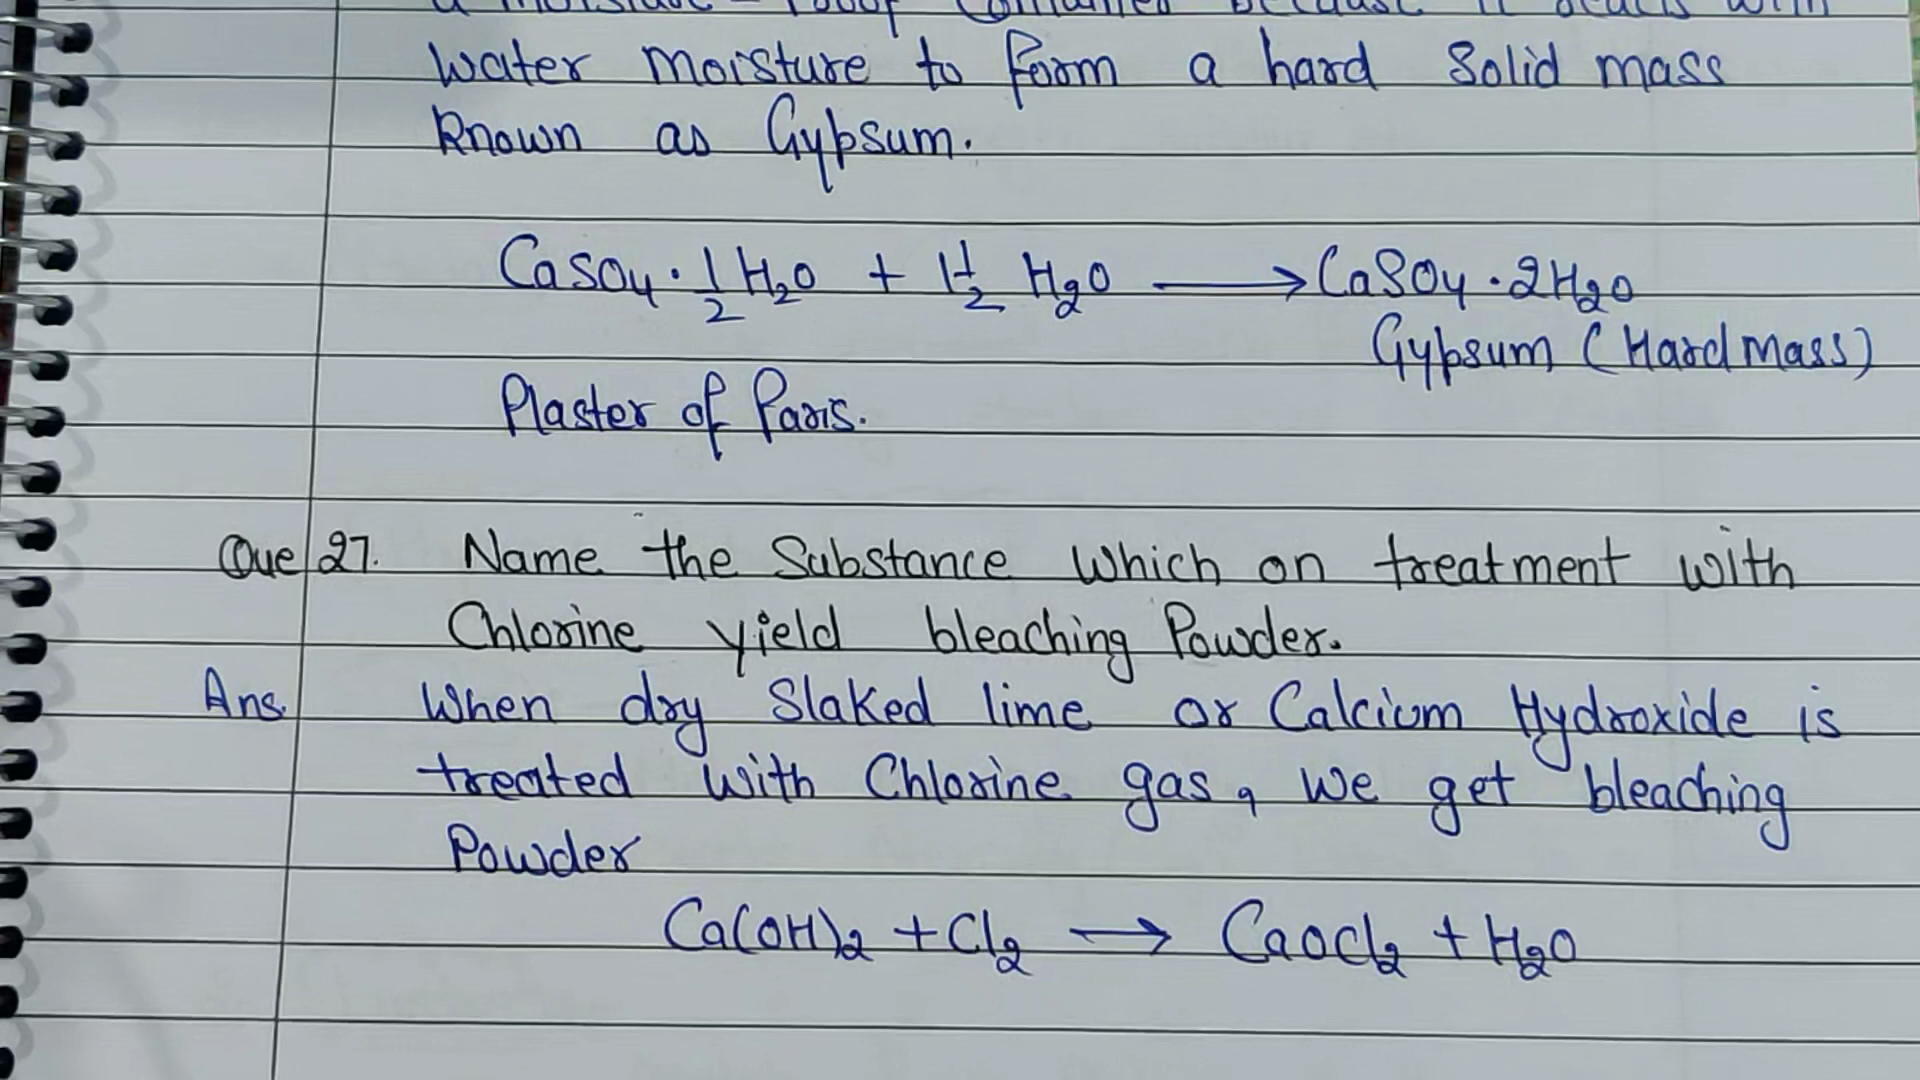 water moisture to form a hard solid mass
known as Gypsum.
CaSO4 · 1/2 H2O + 1 1/2 H2O ⟶ CaSO4 · 2H2O
Gypsum (Hard mass)
Plaster of Paris.
Que 27. Name the Substance which on treatment with
Chlorine yield bleaching Powder.
Ans. When dry Slaked lime or Calcium Hydroxide is
treated with Chlorine gas, we get bleaching
Powder
Ca(OH)2 + Cl2 ⟶ CaOCl2 + H2O